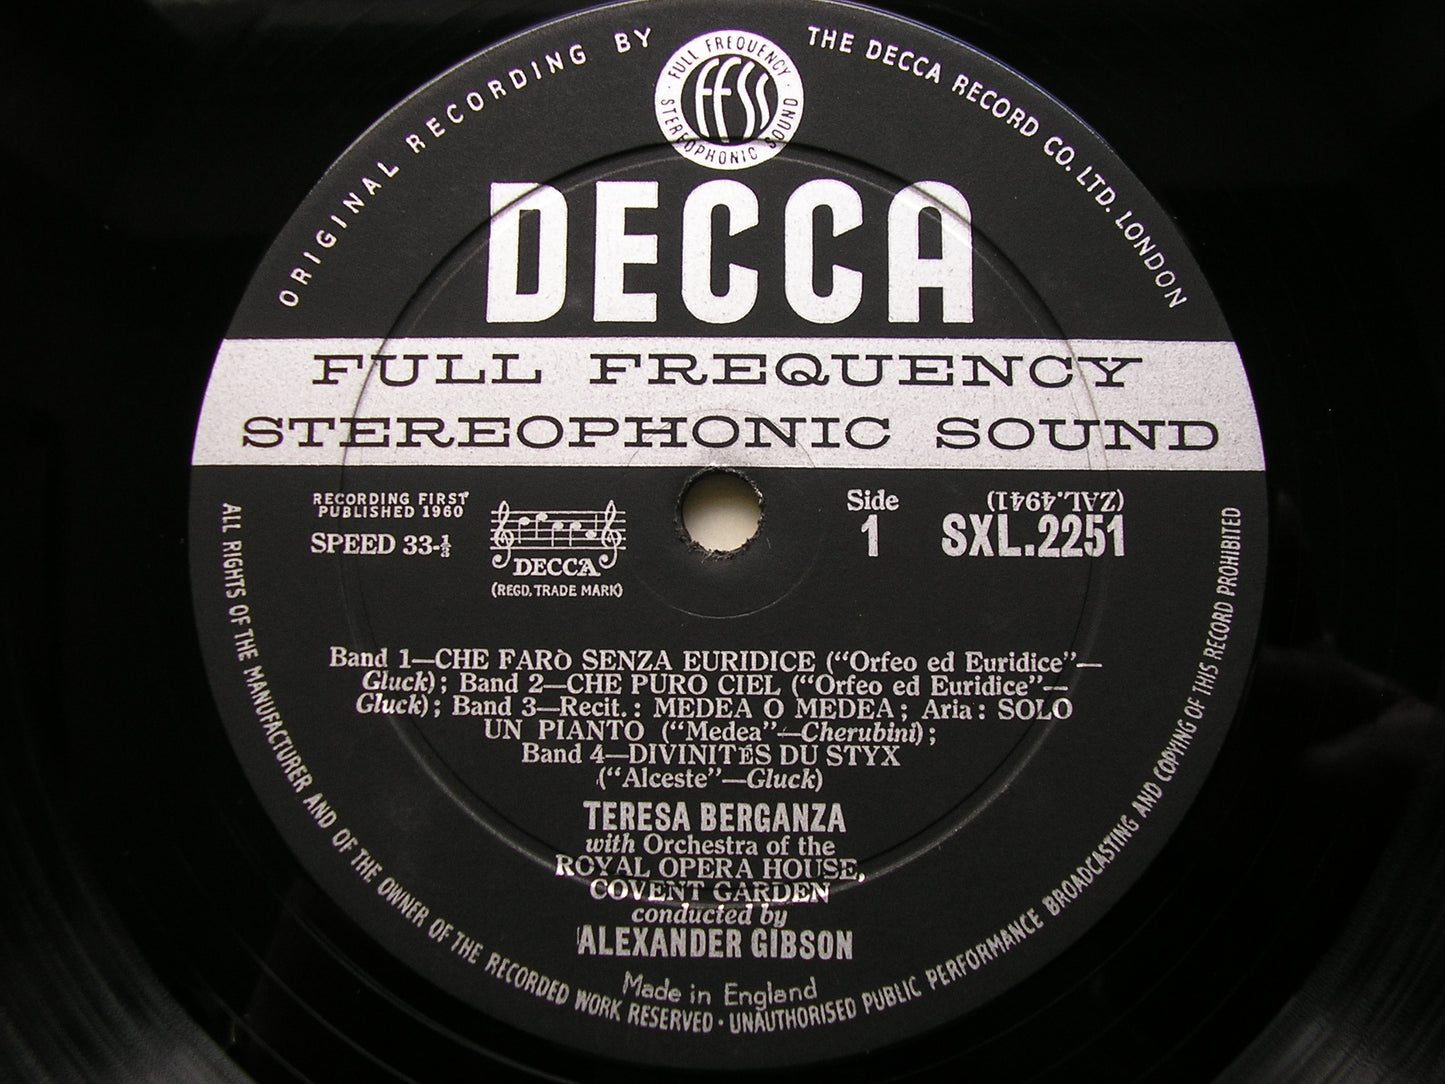 ORIGINAL RECORDING BY
THE DECCA RECORD CO. LTD. LONDON
FULL FREQUENCY
FFSS
STEREOPHONIC SOUND
DECCA
FULL FREQUENCY
STEREOPHONIC SOUND
RECORDING FIRST
PUBLISHED 1960
SPEED 33-⅓
DECCA
(REGD. TRADE MARK)
Side
1
(ZAL.4941)
SXL.2251
Band 1—CHE FARÒ SENZA EURIDICE (“Orfeo ed Euridice”—
Gluck); Band 2—CHE PURO CIEL (“Orfeo ed Euridice”—
Gluck); Band 3—Recit.: MEDEA O MEDEA; Aria: SOLO
UN PIANTO (“Medea”—Cherubini);
Band 4—DIVINITÉS DU STYX
(“Alceste”—Gluck)
TERESA BERGANZA
with Orchestra of the
ROYAL OPERA HOUSE,
COVENT GARDEN
conducted by
ALEXANDER GIBSON
Made in England
ALL RIGHTS OF THE MANUFACTURER AND OF THE OWNER OF THE RECORDED WORK RESERVED · UNAUTHORISED PUBLIC PERFORMANCE BROADCASTING AND COPYING OF THIS RECORD PROHIBITED